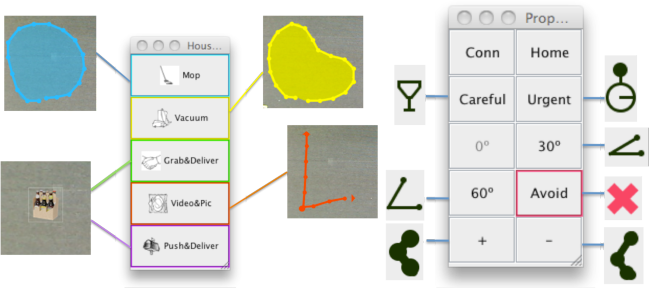 Hous...
Mop
Vacuum
Grab&Deliver
Video&Pic
Push&Deliver
Prop...
Conn Home
Careful Urgent
0º 30º
60º Avoid
+ -